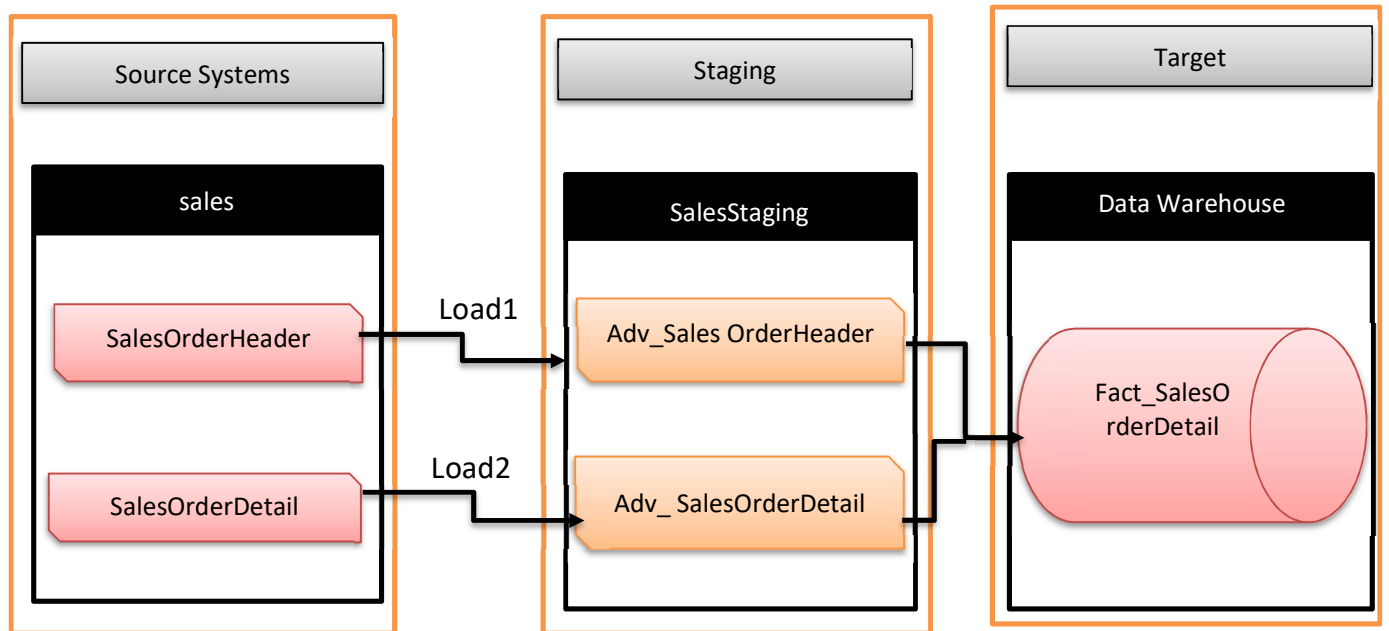 Source Systems
Staging
Target
sales
SalesStaging
Data Warehouse
SalesOrderHeader
Load1
Adv_Sales OrderHeader
Fact_SalesO
rderDetail
SalesOrderDetail
Load2
Adv_ SalesOrderDetail